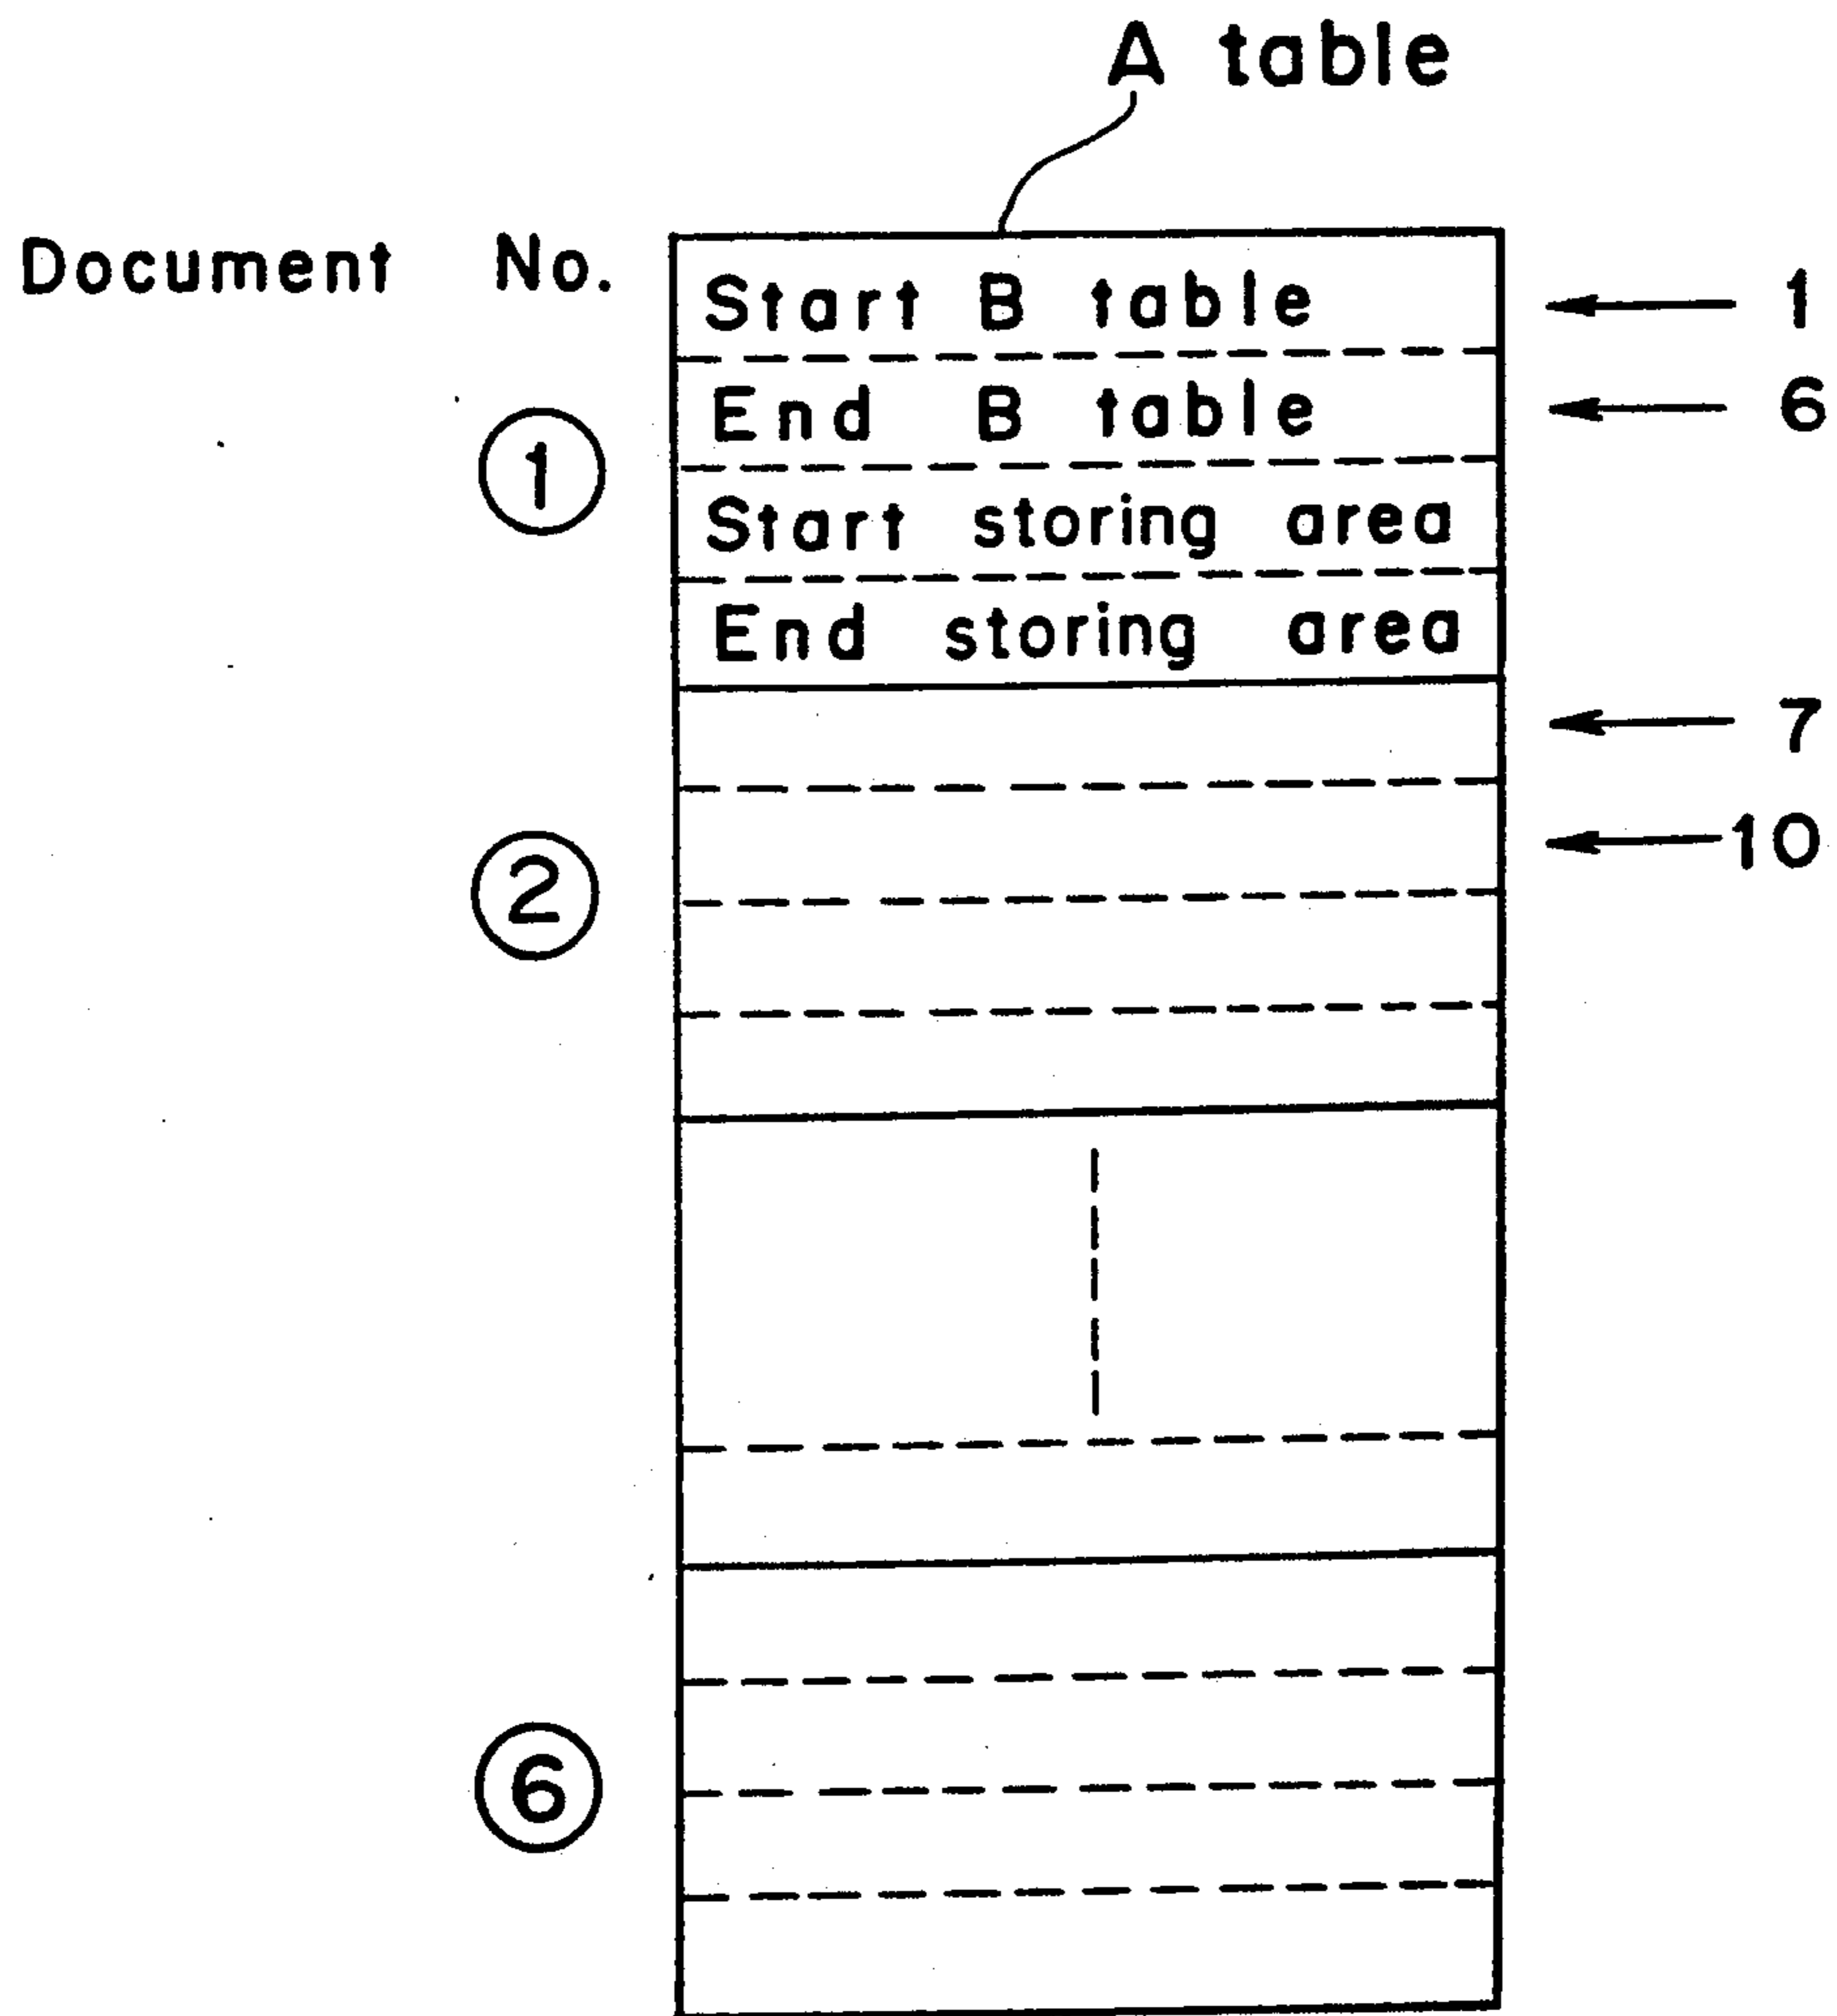 A table
Document No.
Start B table ← 1
End B table ← 6
①
Start storing area
End storing area
← 7
← 10
②
⑥